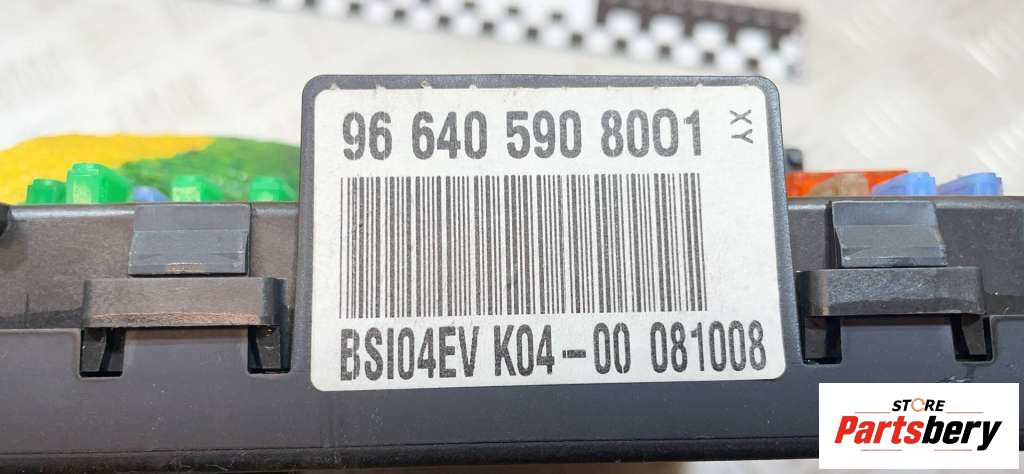 96 640 590 8001
XY
BSI04EV K04-00 081008
STORE
Partsbery